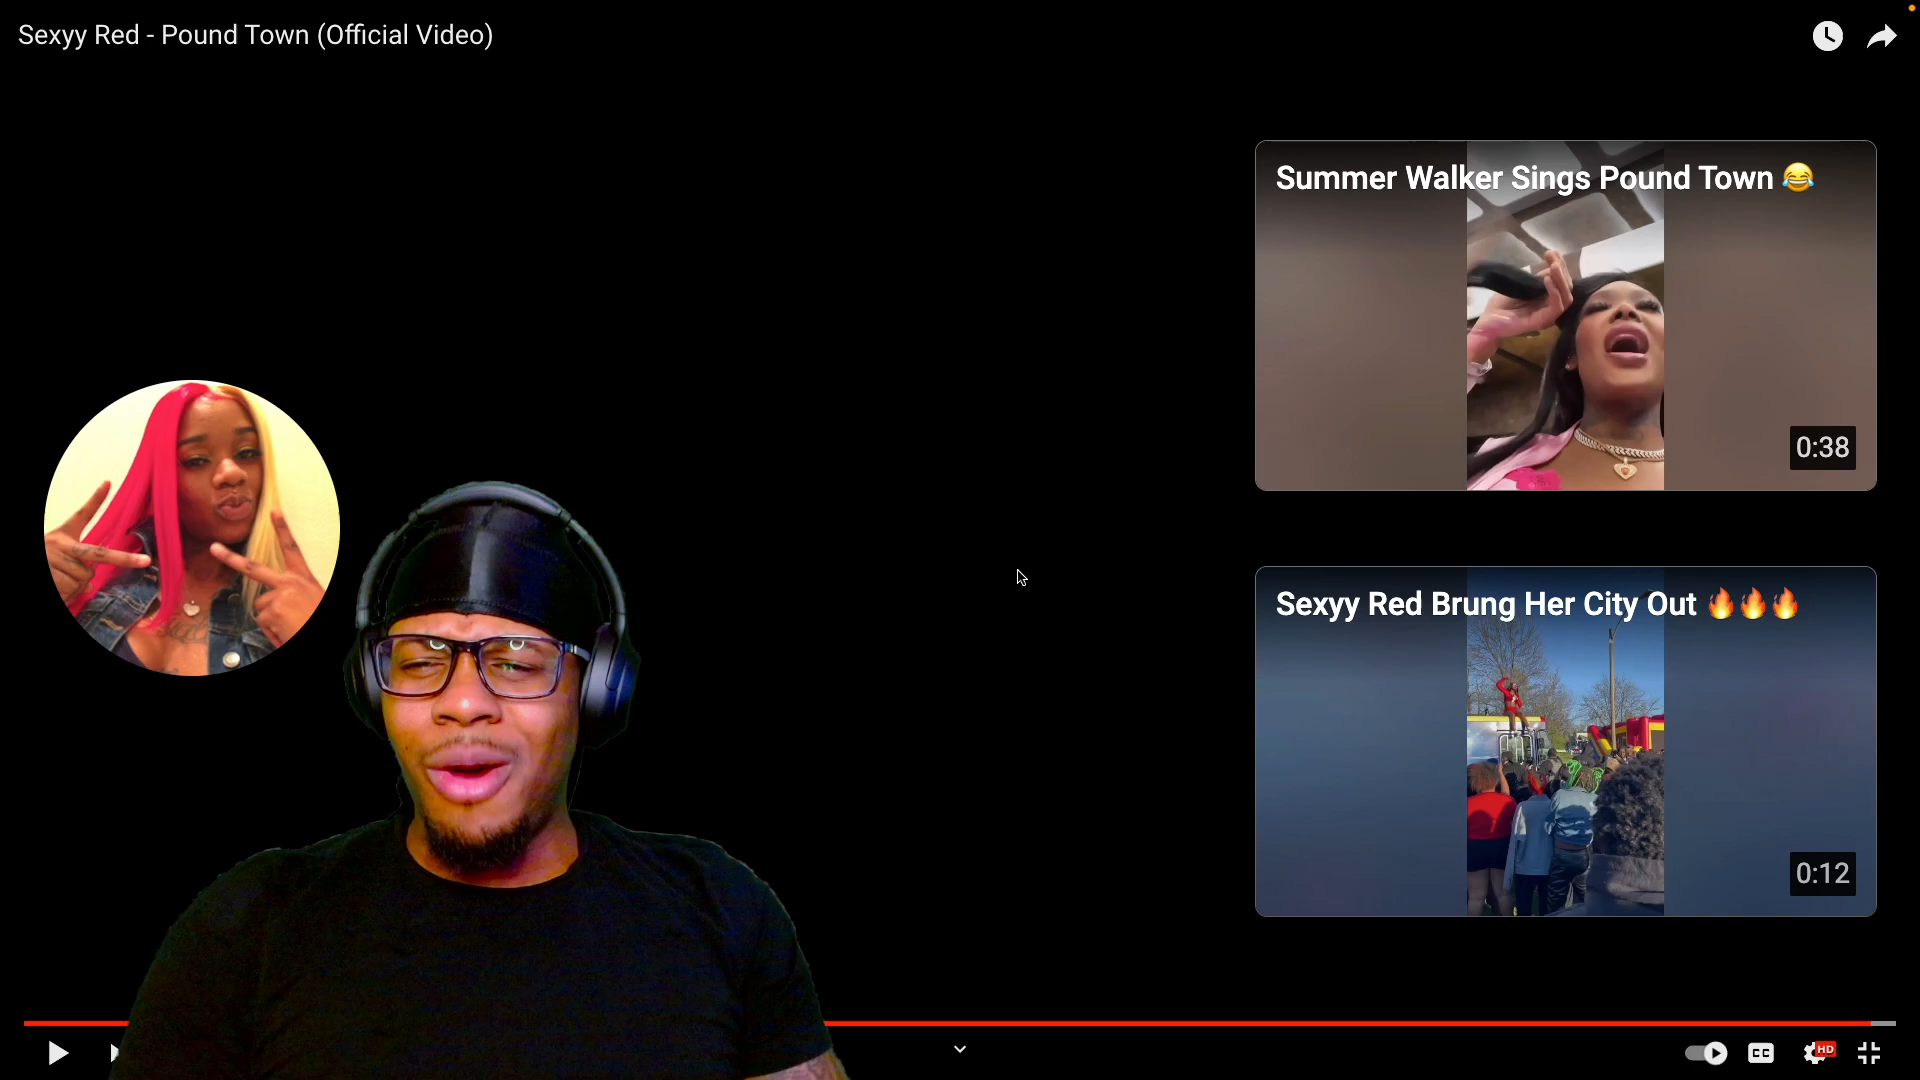 Sexyy Red - Pound Town (Official Video)
Summer Walker Sings Pound Town 😂
0:38
Sexyy Red Brung Her City Out 🔥🔥🔥
0:12
CC
HD